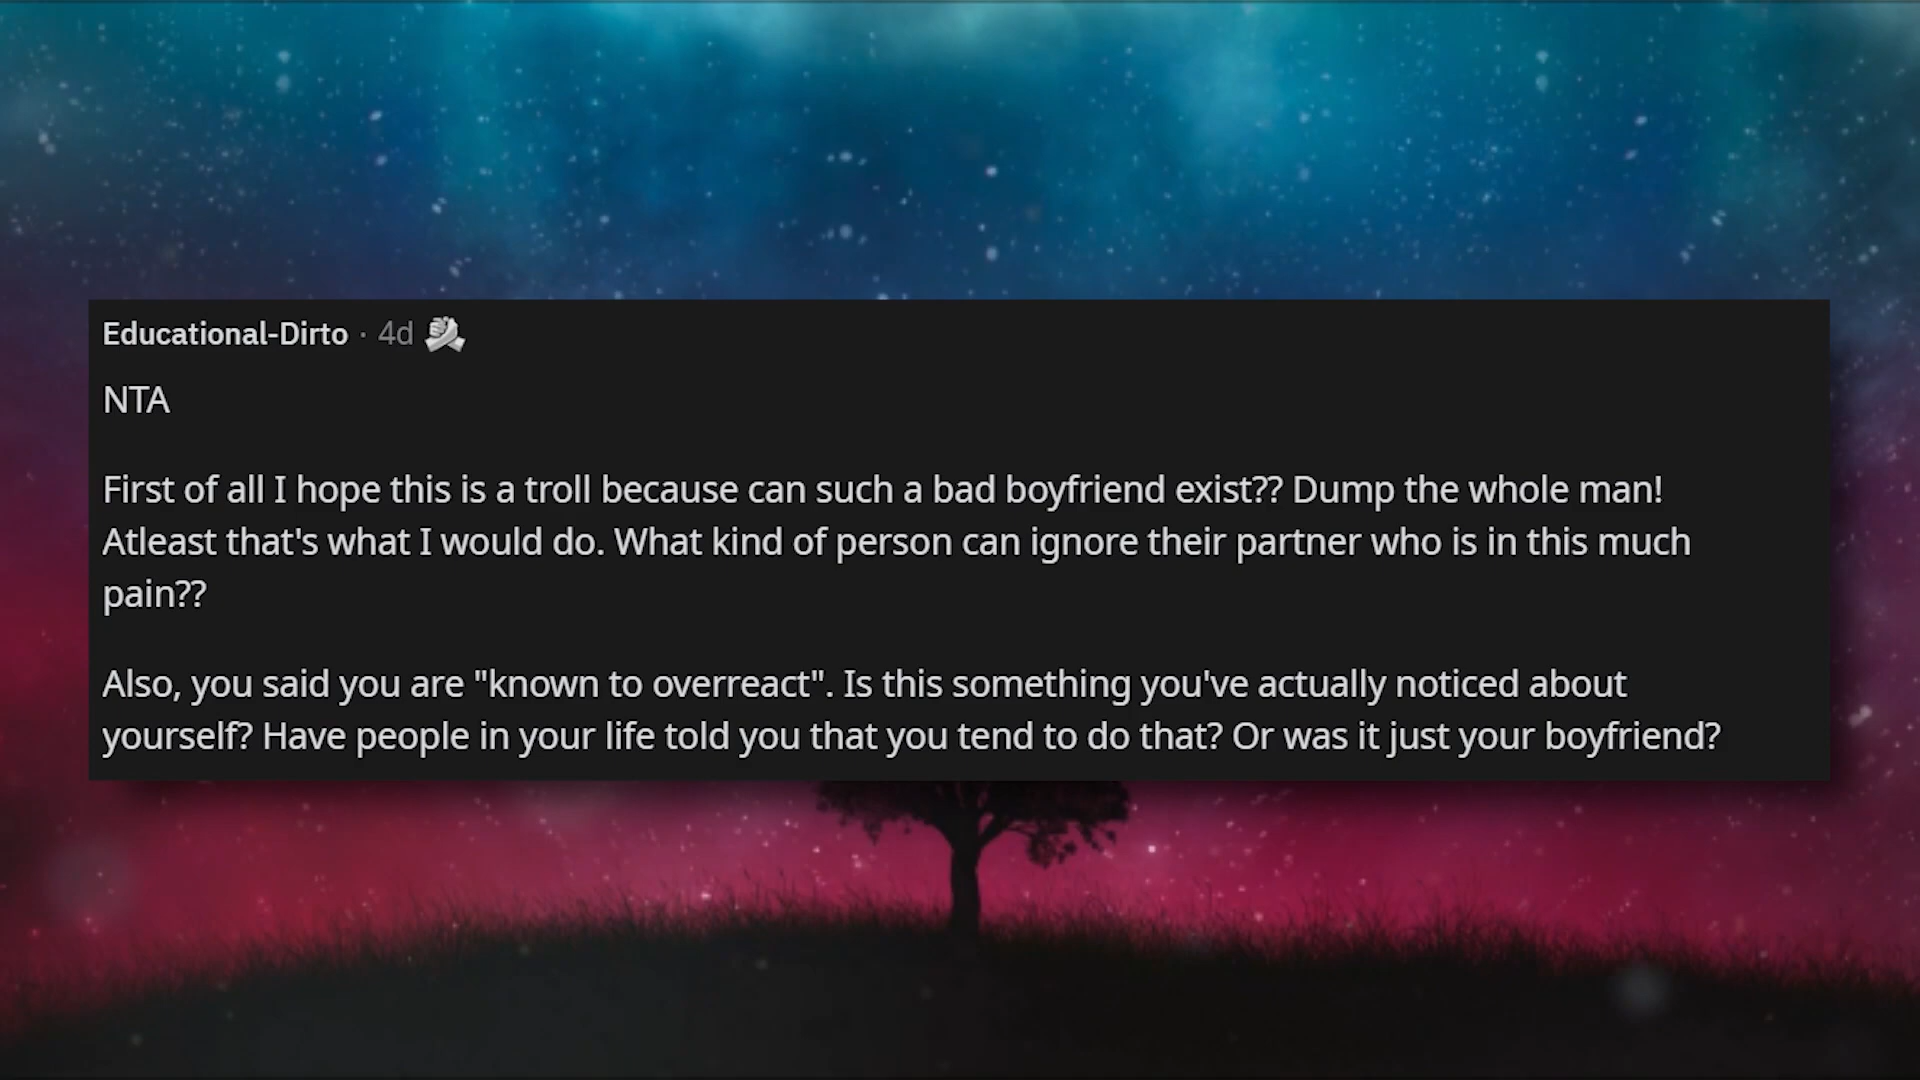 Educational-Dirto · 4d
NTA
First of all I hope this is a troll because can such a bad boyfriend exist?? Dump the whole man!
Atleast that's what I would do. What kind of person can ignore their partner who is in this much
pain??
Also, you said you are "known to overreact". Is this something you've actually noticed about
yourself? Have people in your life told you that you tend to do that? Or was it just your boyfriend?